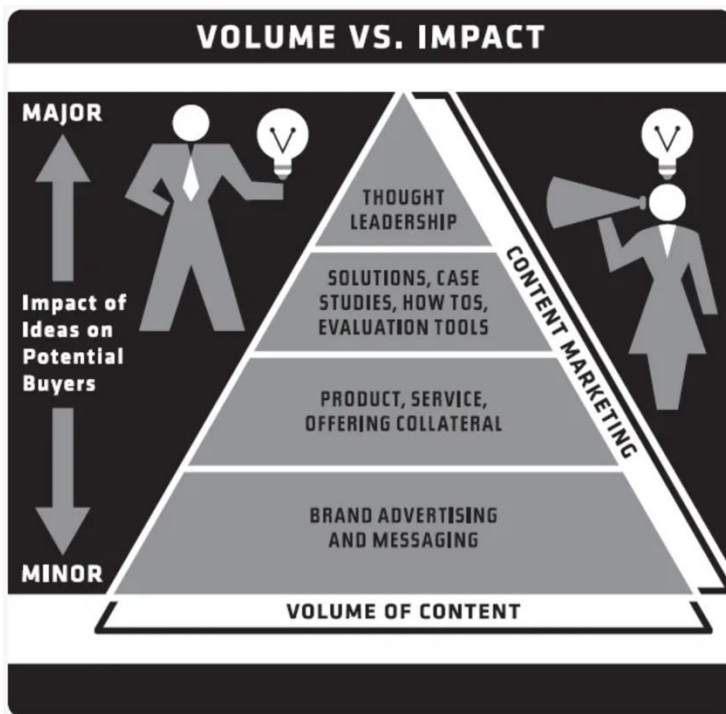 VOLUME VS. IMPACT
MAJOR
Impact of
Ideas on
Potential
Buyers
MINOR
THOUGHT
LEADERSHIP
SOLUTIONS, CASE
STUDIES, HOW TOS,
EVALUATION TOOLS
PRODUCT, SERVICE,
OFFERING COLLATERAL
BRAND ADVERTISING
AND MESSAGING
CONTENT MARKETING
VOLUME OF CONTENT